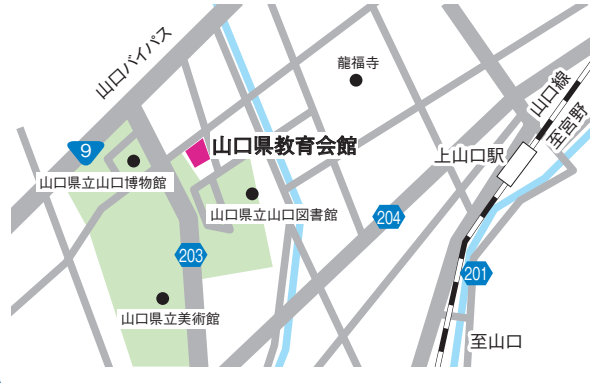 山口バイパス
龍福寺
山口線
至宮野
9
山口県教育会館
上山口駅
山口県立山口博物館
山口県立山口図書館
204
203
201
山口県立美術館
至山口